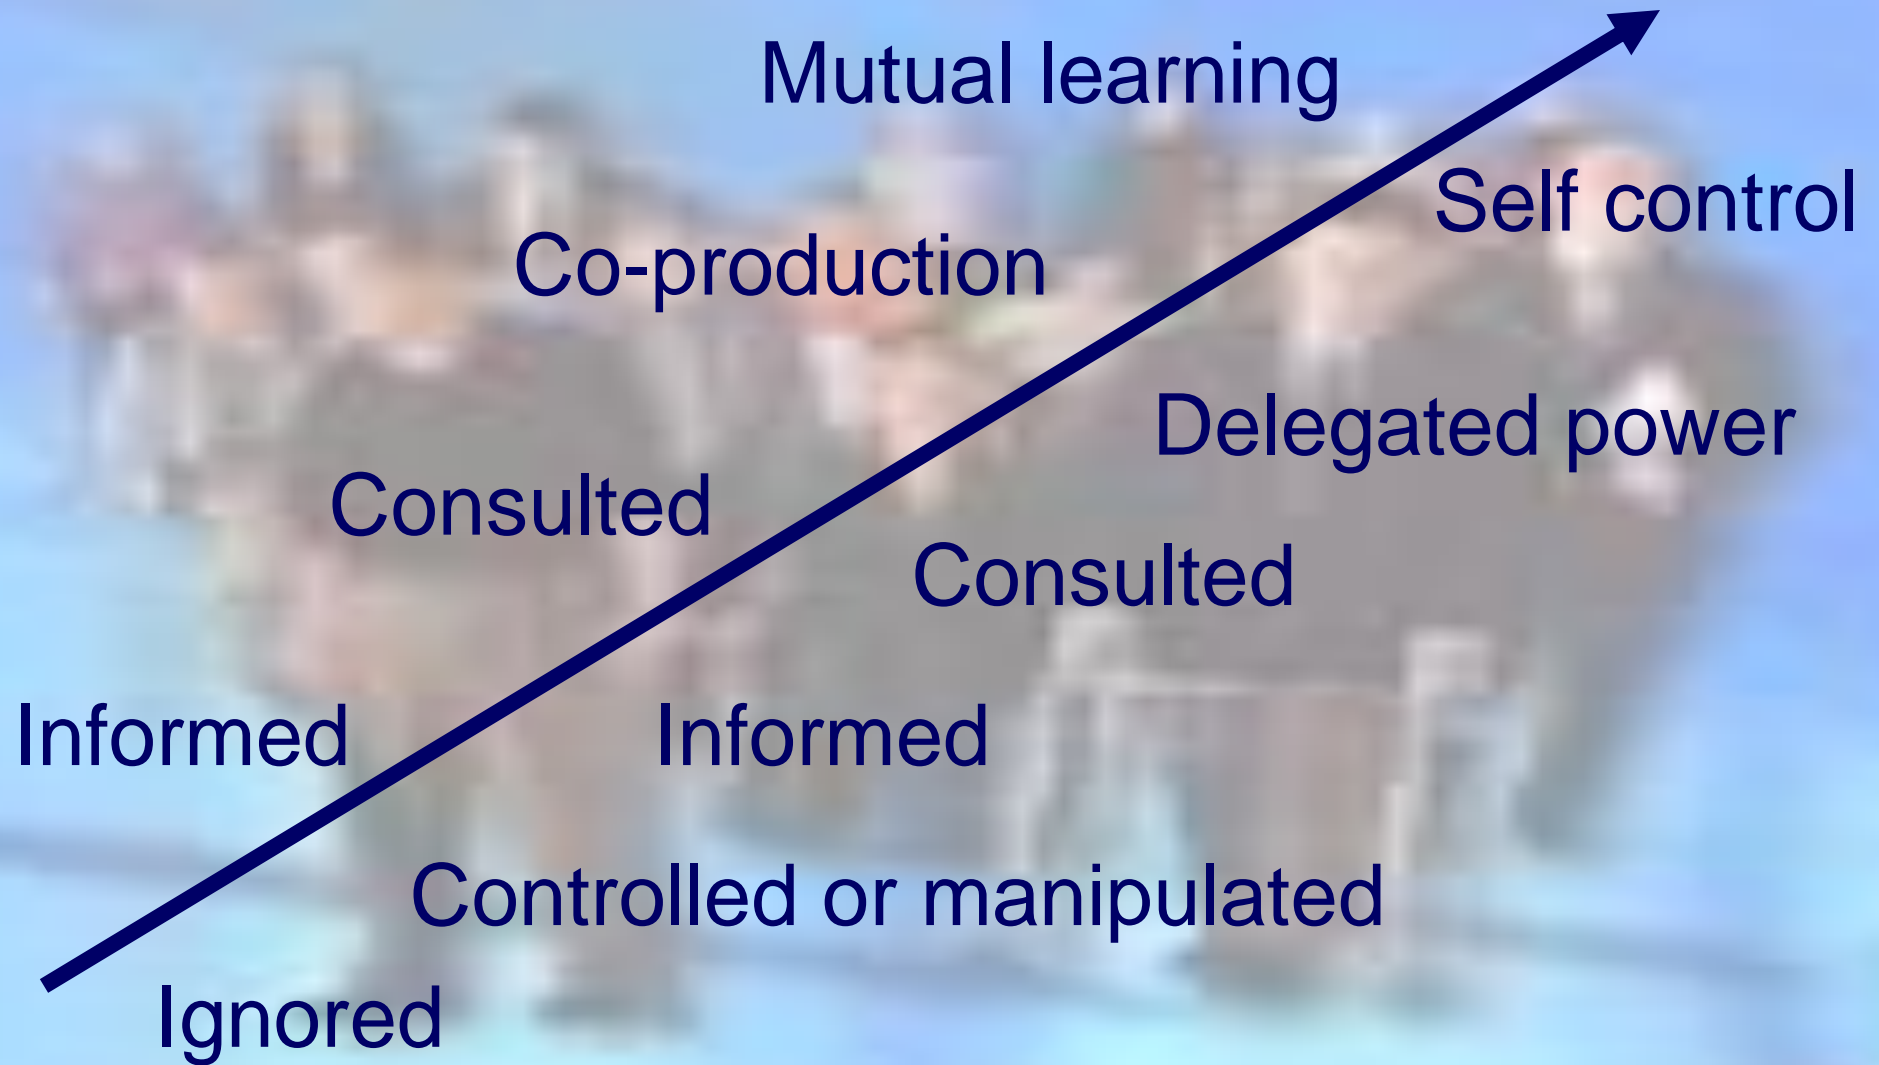 Mutual learning
Self control
Co-production
Delegated power
Consulted
Consulted
Informed
Informed
Controlled or manipulated
Ignored